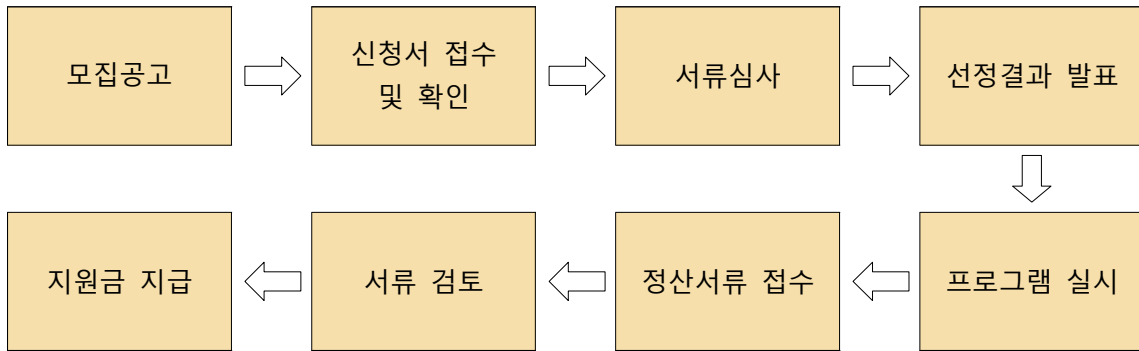 모집공고
신청서 접수
및 확인
서류심사
선정결과 발표
프로그램 실시
정산서류 접수
서류 검토
지원금 지급